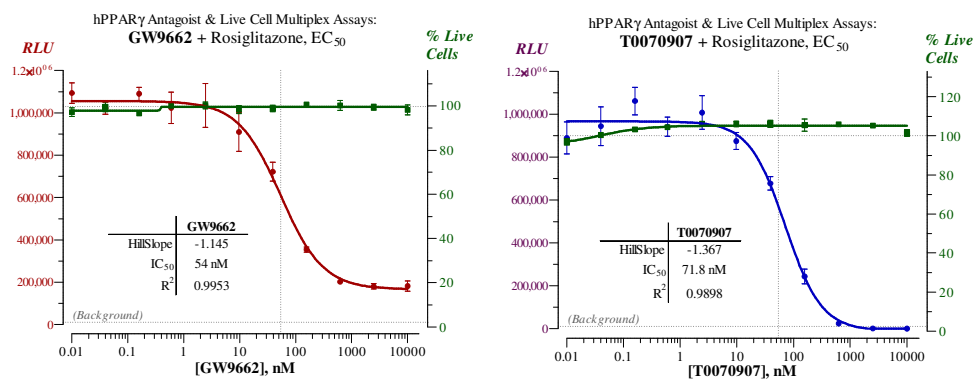 hPPARγ Antagoist & Live Cell Multiplex Assays:
GW9662 + Rosiglitazone, EC50
RLU
% Live
Cells
1.2x10^06
1,000,000
800,000
600,000
400,000
200,000
0
100
80
60
40
20
0
GW9662
HillSlope -1.145
IC50 54 nM
R2 0.9953
(Background)
0.01 0.1 1 10 100 1000 10000
[GW9662], nM
hPPARγ Antagoist & Live Cell Multiplex Assays:
T0070907 + Rosiglitazone, EC50
RLU
% Live
Cells
1.2x10^06
1,000,000
800,000
600,000
400,000
200,000
0
120
100
80
60
40
20
0
T0070907
HillSlope -1.367
IC50 71.8 nM
R2 0.9898
(Background)
0.01 0.1 1 10 100 1000 10000
[T0070907], nM